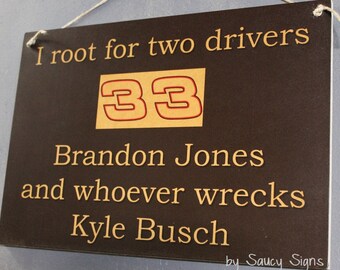 I root for two drivers
33
Brandon Jones
and whoever wrecks
Kyle Busch
by Saucy Signs